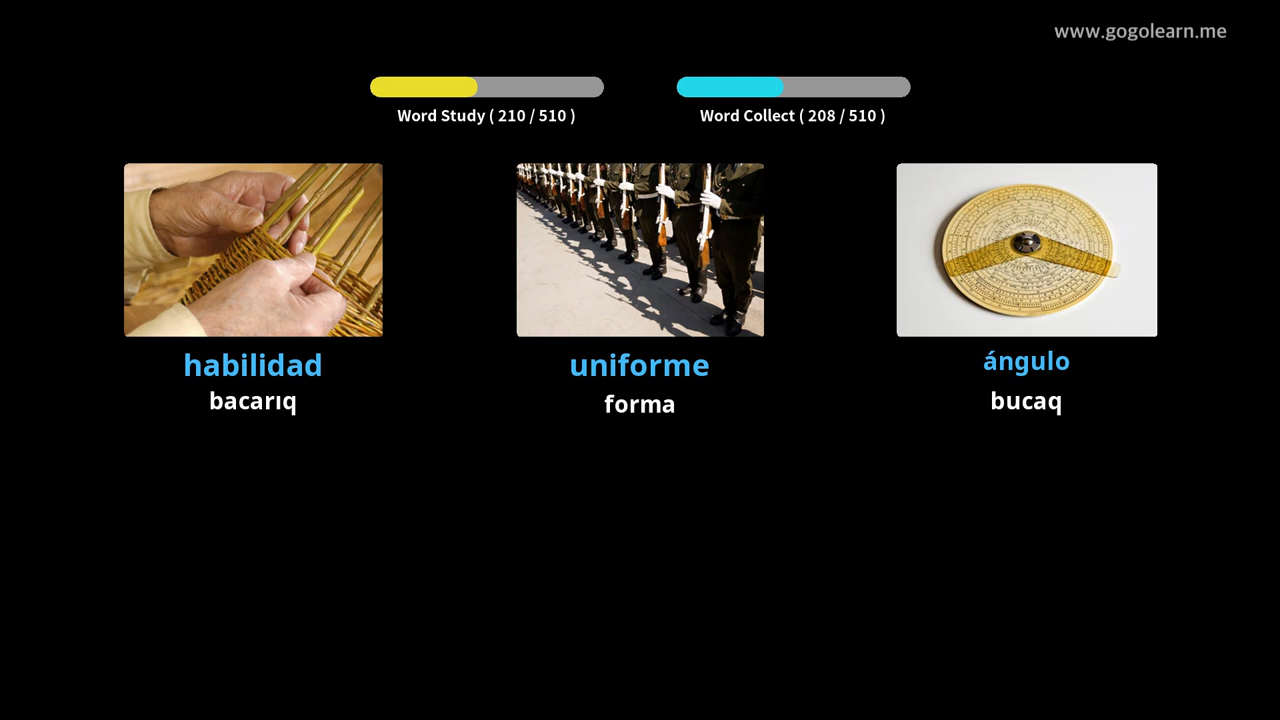 www.gogolearn.me
Word Study ( 210 / 510 )
Word Collect ( 208 / 510 )
habilidad
bacarıq
uniforme
forma
ángulo
bucaq